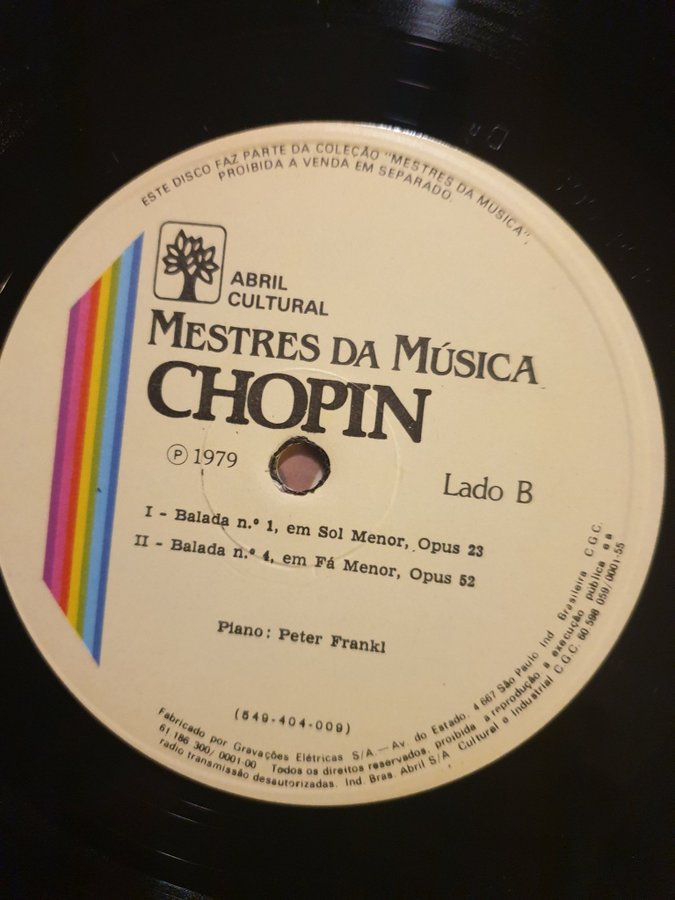 ESTE DISCO FAZ PARTE DA COLEÇÃO "MESTRES DA MÚSICA",
PROIBIDA A VENDA EM SEPARADO.
ABRIL
CULTURAL
MESTRES DA MÚSICA
CHOPIN
Ⓟ 1979
Lado B
I - Balada n.º 1, em Sol Menor, Opus 23
II - Balada n.º 4, em Fá Menor, Opus 52
Piano: Peter Frankl
(549-404-009)
Fabricado por Gravações Elétricas S/A.— Av. do Estado, 4 667 São Paulo Ind Brasileira C.G.C.
61 186 300/0001-00 Todos os direitos reservados, proibida a reprodução e execução pública e a
radio transmissão desautorizadas. Ind. Bras. Abril S/A Cultural e Industrial C.G.C. 60 598 059/0001-55